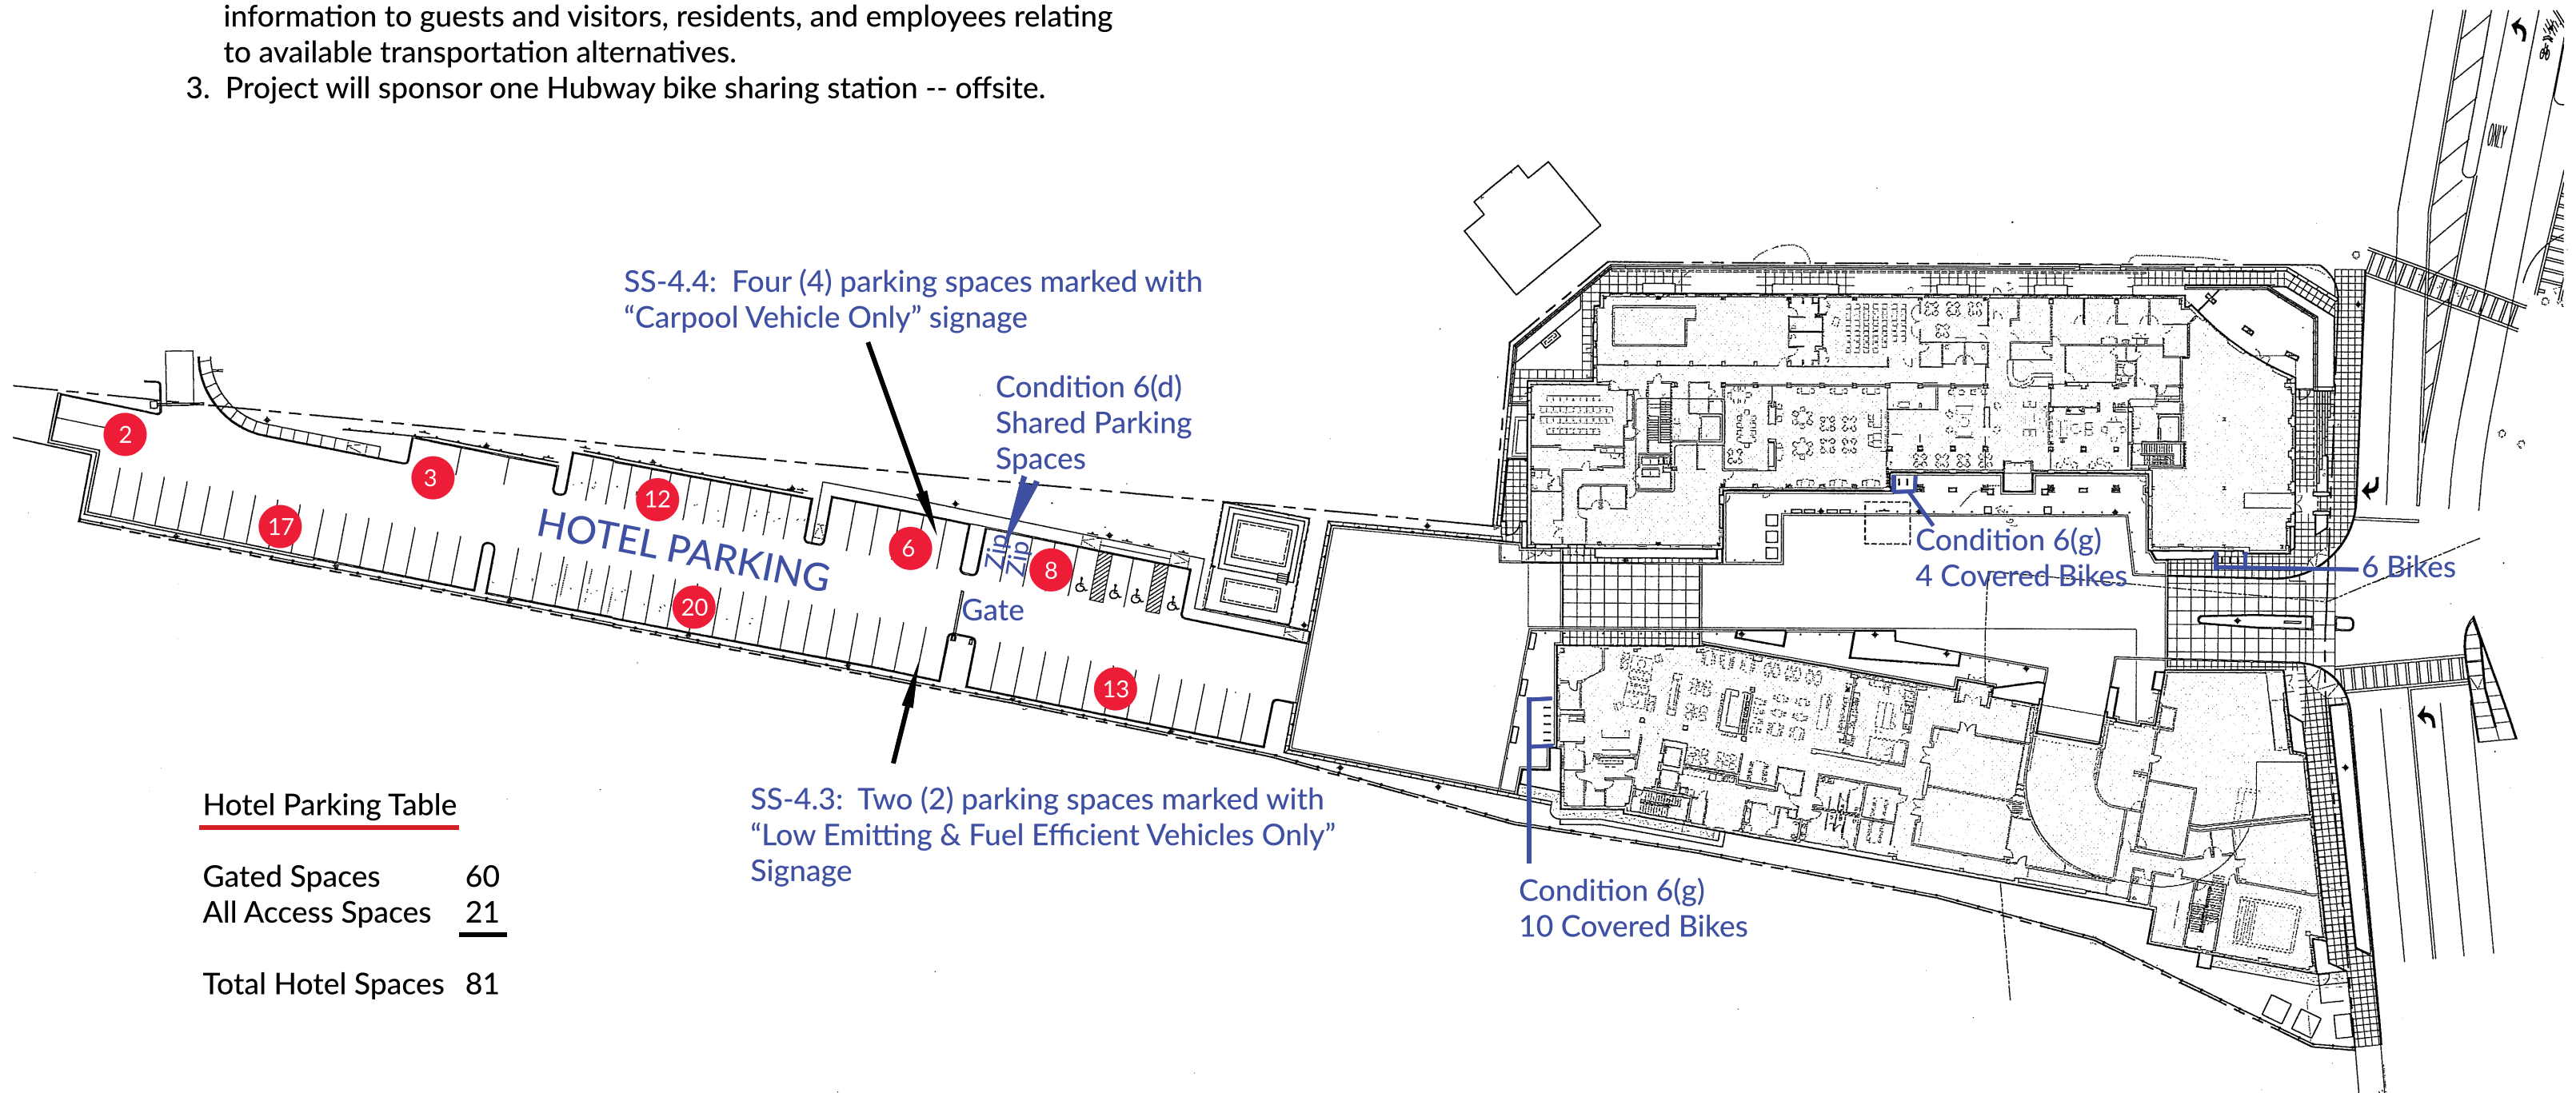 information to guests and visitors, residents, and employees relating
to available transportation alternatives.
3. Project will sponsor one Hubway bike sharing station -- offsite.
ONLY
SS-4.4: Four (4) parking spaces marked with
“Carpool Vehicle Only” signage
Condition 6(d)
Shared Parking
Spaces
2
3
12
17
HOTEL PARKING
6
Zip
Zip
8
20
Gate
13
Condition 6(g)
4 Covered Bikes
6 Bikes
SS-4.3: Two (2) parking spaces marked with
“Low Emitting & Fuel Efficient Vehicles Only”
Signage
Hotel Parking Table
Gated Spaces 60
All Access Spaces 21
Total Hotel Spaces 81
Condition 6(g)
10 Covered Bikes